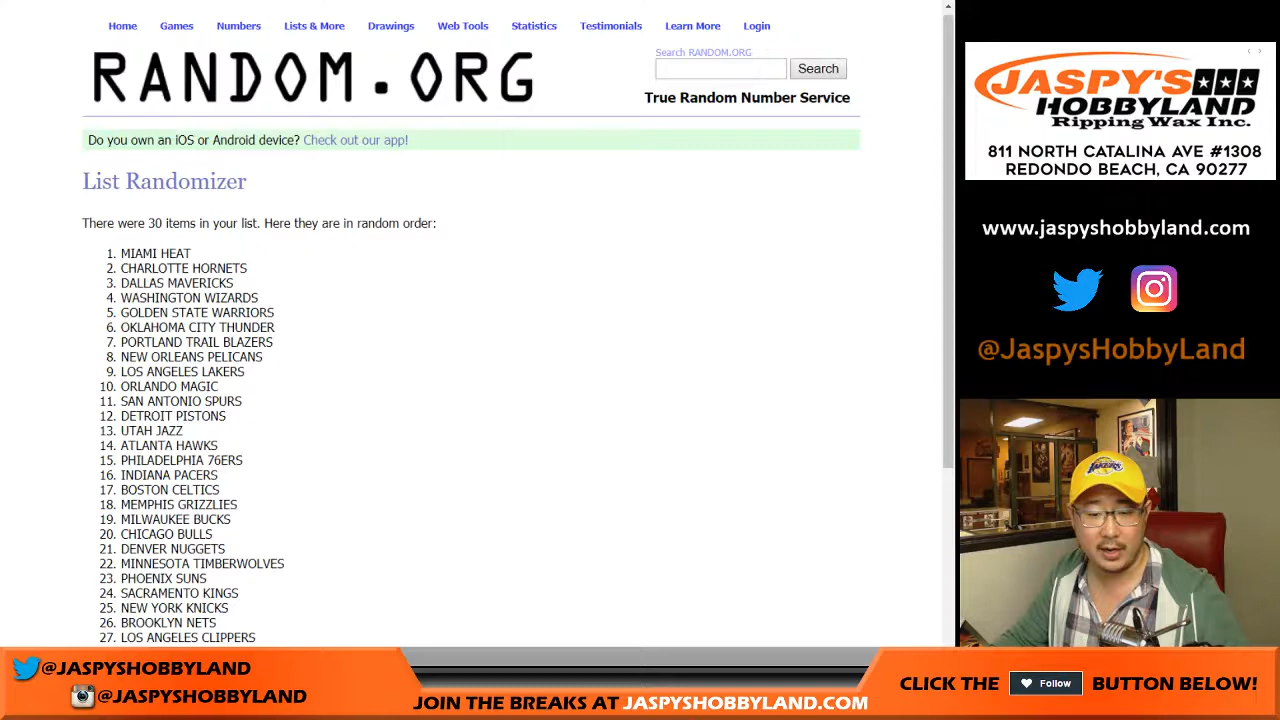 Home Games Numbers Lists & More Drawings Web Tools Statistics Testimonials Learn More Login
RANDOM.ORG
Search RANDOM.ORG
Search
True Random Number Service
Do you own an iOS or Android device? Check out our app!
List Randomizer
There were 30 items in your list. Here they are in random order:
1. MIAMI HEAT
2. CHARLOTTE HORNETS
3. DALLAS MAVERICKS
4. WASHINGTON WIZARDS
5. GOLDEN STATE WARRIORS
6. OKLAHOMA CITY THUNDER
7. PORTLAND TRAIL BLAZERS
8. NEW ORLEANS PELICANS
9. LOS ANGELES LAKERS
10. ORLANDO MAGIC
11. SAN ANTONIO SPURS
12. DETROIT PISTONS
13. UTAH JAZZ
14. ATLANTA HAWKS
15. PHILADELPHIA 76ERS
16. INDIANA PACERS
17. BOSTON CELTICS
18. MEMPHIS GRIZZLIES
19. MILWAUKEE BUCKS
20. CHICAGO BULLS
21. DENVER NUGGETS
22. MINNESOTA TIMBERWOLVES
23. PHOENIX SUNS
24. SACRAMENTO KINGS
25. NEW YORK KNICKS
26. BROOKLYN NETS
27. LOS ANGELES CLIPPERS
JASPY'S
HOBBYLAND
Ripping Wax Inc.
811 NORTH CATALINA AVE #1308
REDONDO BEACH, CA 90277
www.jaspyshobbyland.com
@JaspysHobbyLand
LAKERS
@JASPYSHOBBYLAND
@JASPYSHOBBYLAND
JOIN THE BREAKS AT JASPYSHOBBYLAND.COM
CLICK THE Follow BUTTON BELOW!